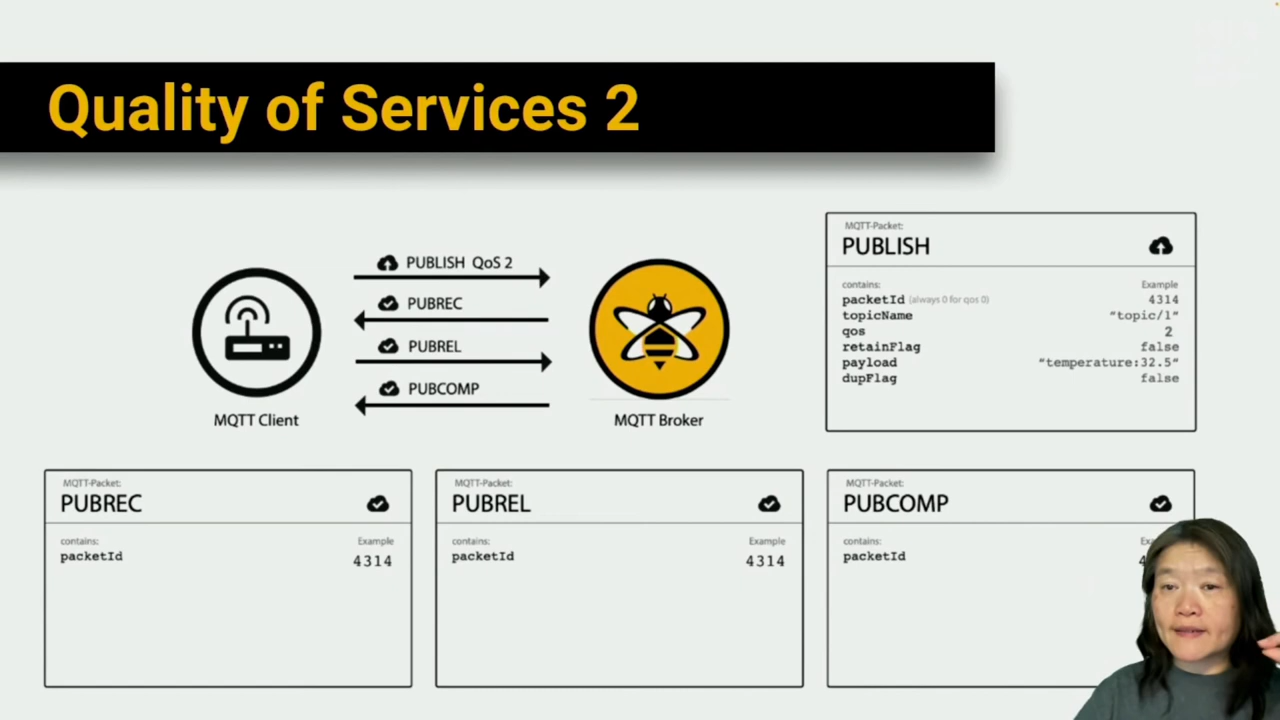 Quality of Services 2
PUBLISH QoS 2
PUBREC
PUBREL
PUBCOMP
MQTT Client
MQTT Broker
MQTT-Packet:
PUBLISH
contains:
Example
packetId (always 0 for qos 0)
4314
topicName
"topic/1"
qos
2
retainFlag
false
payload
"temperature:32.5"
dupFlag
false
MQTT-Packet:
PUBREC
contains:
Example
packetId
4314
MQTT-Packet:
PUBREL
contains:
Example
packetId
4314
MQTT-Packet:
PUBCOMP
contains:
packetId